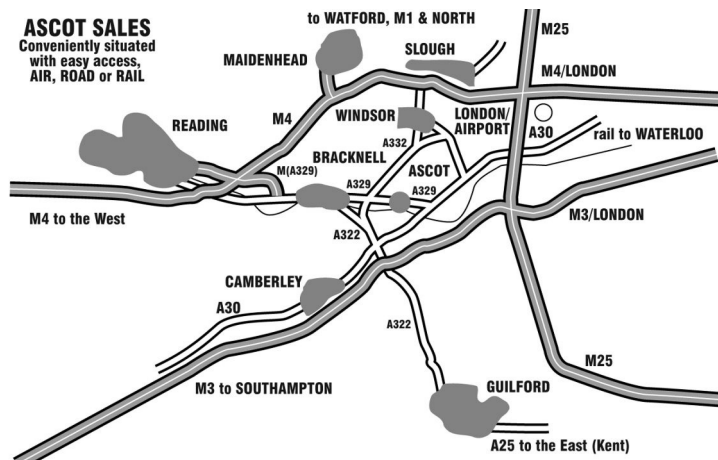 ASCOT SALES
Conveniently situated
with easy access,
AIR, ROAD or RAIL
to WATFORD, M1 & NORTH
M25
SLOUGH
MAIDENHEAD
M4/LONDON
M4
WINDSOR
LONDON/
AIRPORT
A30
READING
rail to WATERLOO
A332
BRACKNELL
ASCOT
M(A329)
A329
A329
M4 to the West
A322
M3/LONDON
CAMBERLEY
A30
A322
M25
M3 to SOUTHAMPTON
GUILFORD
A25 to the East (Kent)